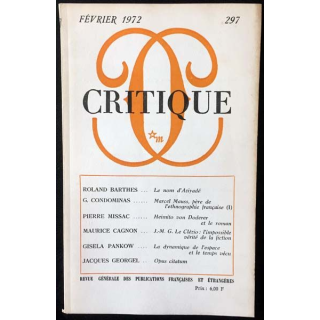 FÉVRIER 1972 297
CRITIQUE
m
ROLAND BARTHES .... Le nom d'Aziyadé
G. CONDOMINAS ..... Marcel Mauss, père de
l'ethnographie française (I)
PIERRE MISSAC ..... Heimito von Doderer
et le roman
MAURICE CAGNON ... J.-M. G. Le Clézio : l'impossible
vérité de la fiction
GISELA PANKOW .... La dynamique de l'espace
et le temps vécu
JACQUES GEORGEL .. Opus citatum
REVUE GÉNÉRALE DES PUBLICATIONS FRANÇAISES ET ÉTRANGÈRES
Prix : 6,00 F